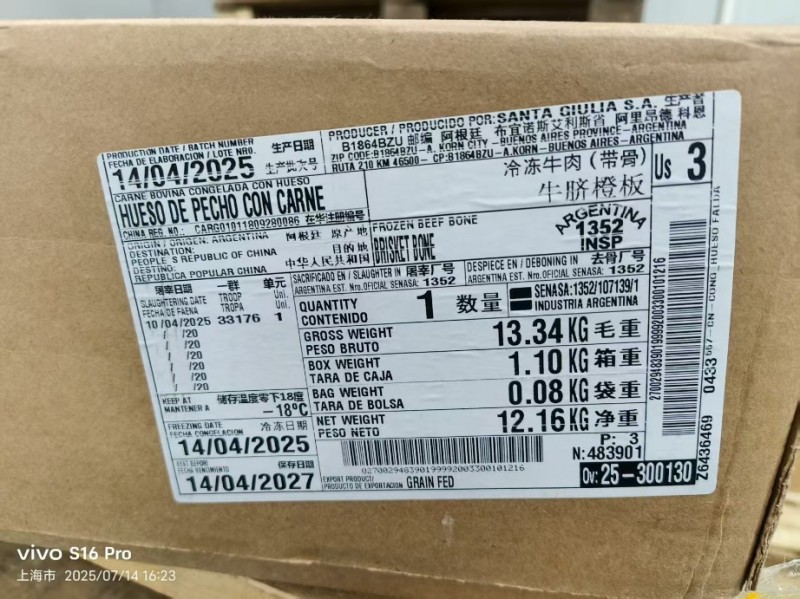 PRODUCTION DATE / BATCH NUMBER 生产日期
FECHA DE ELABORACION / LOTE NRO. 生产批次号
14/04/2025
PRODUCER / PRODUCIDO POR: SANTA GIULIA S.A. 生产者
B1864BZU 邮编 阿根廷 布宜诺斯艾利斯省 阿里昂德 科恩
ZIP CODE:B1864BZU -A. KORN CITY - BUENOS AIRES PROVINCE-ARGENTINA
RUTA 210 KM 46500 - CP:B1864BZU - A.KORN - BUENOS AIRES - ARGENTINA
CARNE BOVINA CONGELADA CON HUESO
HUESO DE PECHO CON CARNE
CHINA REG. NO.: CARG01011809280086 在华注册编号
冷冻牛肉 (带骨)
牛脐橙板
Us 3
ORIGIN / ORIGEN: ARGENTINA 阿根廷 原产地
DESTINATION: 目的地
PEOPLE´S REPUBLIC OF CHINA
DESTINO: 中华人民共和国
REPUBLICA POPULAR CHINA
FROZEN BEEF BONE
BRISKET BONE
ARGENTINA
1352
INSP
SACRIFICADO EN / SLAUGHTER IN 屠宰厂号
ARGENTINA EST. Nro.OFICIAL SENASA: 1352
DESPIECE EN / DEBONING IN 去骨厂号
ARGENTINA EST. Nro. OFICIAL SENASA: 1352
屠宰日期 一群 单元
SLAUGHTERING DATE TROOP Uni.
FECHA DE FAENA TROPA Uni.
10/04/2025 33176 1
/ /20
/ /20
/ /20
/ /20
/ /20
QUANTITY
CONTENIDO 1 数量
SENASA:1352/107139/1
INDUSTRIA ARGENTINA
GROSS WEIGHT
PESO BRUTO 13.34 KG 毛重
BOX WEIGHT
TARA DE CAJA 1.10 KG 箱重
BAG WEIGHT
TARA DE BOLSA 0.08 KG 袋重
NET WEIGHT
PESO NETO 12.16 KG 净重
KEEP AT 储存温度零下18度
MANTENER A -18ºC
FREEZING DATE 冷冻日期
FECHA CONGELACION
14/04/2025
保存日期
14/04/2027
027002948390199992003300101216
EXPORT PRODUCT/
PRODUCTO DE EXPORTACION GRAIN FED
P: 3
N: 483901
Ov: 25-300130
027002948390199992003300101216
CONG HUESO FALDA
Z6436469
vivo S16 Pro
上海市 2025/07/14 16:23